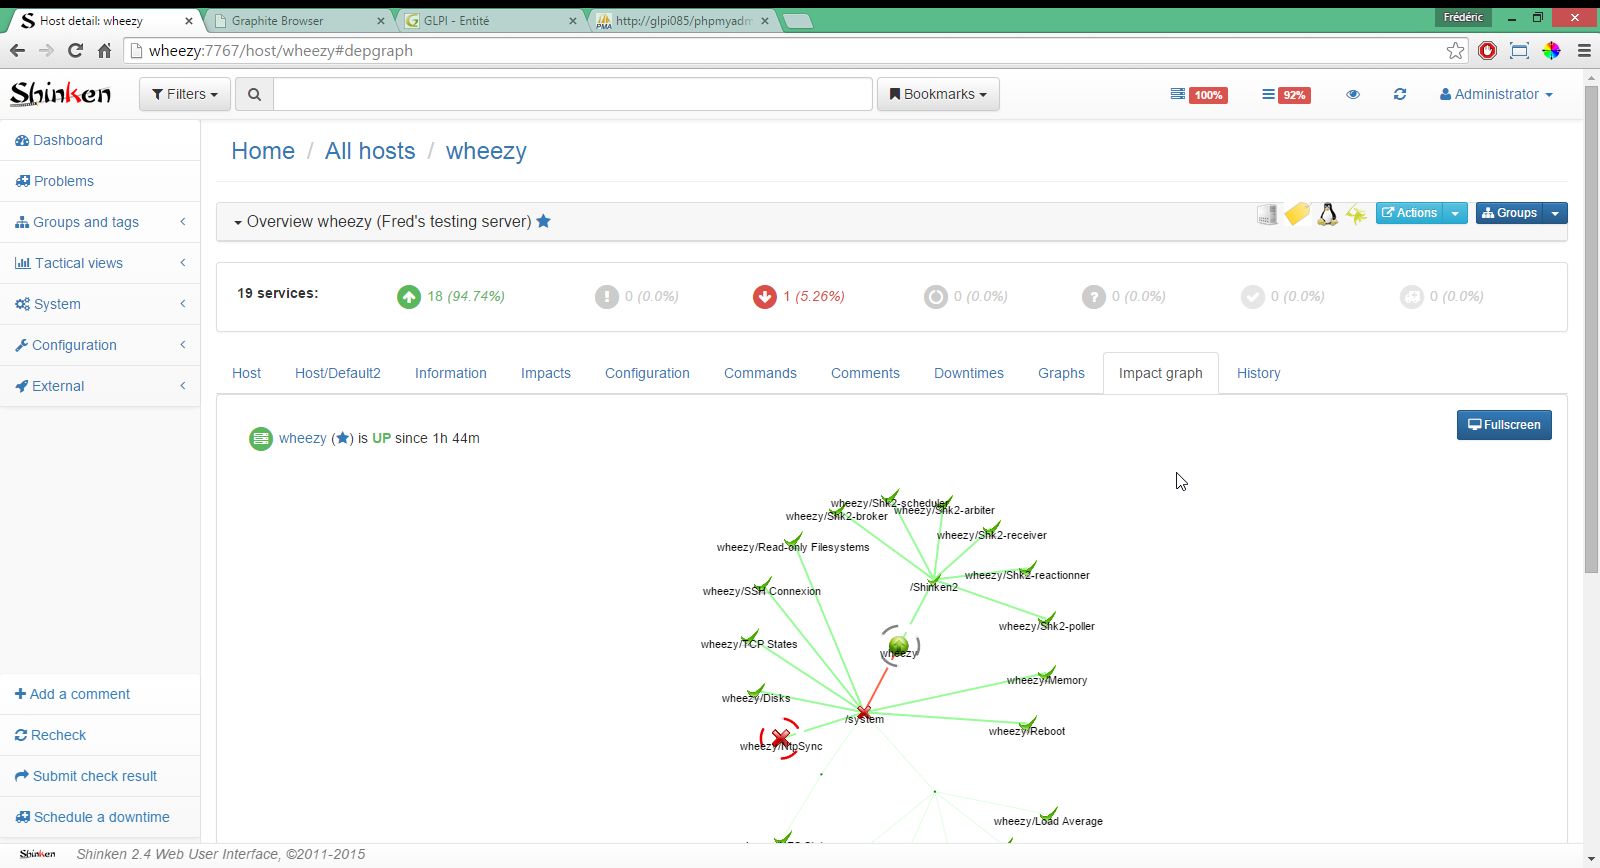 Host detail: wheezy
Graphite Browser
GLPI - Entité
http://glpi085/phpmyadm
Frédéric
wheezy:7767/host/wheezy#depgraph
Shinken
Filters
Bookmarks
100%
92%
Administrator
Dashboard
Problems
Groups and tags
Tactical views
System
Configuration
External
Home / All hosts / wheezy
Overview wheezy (Fred's testing server)
Actions
Groups
19 services:
18 (94.74%)
0 (0.0%)
1 (5.26%)
0 (0.0%)
0 (0.0%)
0 (0.0%)
0 (0.0%)
Host
Host/Default2
Information
Impacts
Configuration
Commands
Comments
Downtimes
Graphs
Impact graph
History
wheezy (★) is UP since 1h 44m
Fullscreen
wheezy/Shk2-scheduler
wheezy/Shk2-arbiter
wheezy/Shk2-broker
wheezy/Shk2-receiver
wheezy/Read-only Filesystems
wheezy/Shk2-reactionner
/Shinken2
wheezy/SSH Connexion
wheezy/Shk2-poller
wheezy/TCP States
wheezy
wheezy/Memory
wheezy/Disks
/system
wheezy/Reboot
wheezy/NtpSync
wheezy/Load Average
Add a comment
Recheck
Submit check result
Schedule a downtime
Shinken
Shinken 2.4 Web User Interface, ©2011-2015